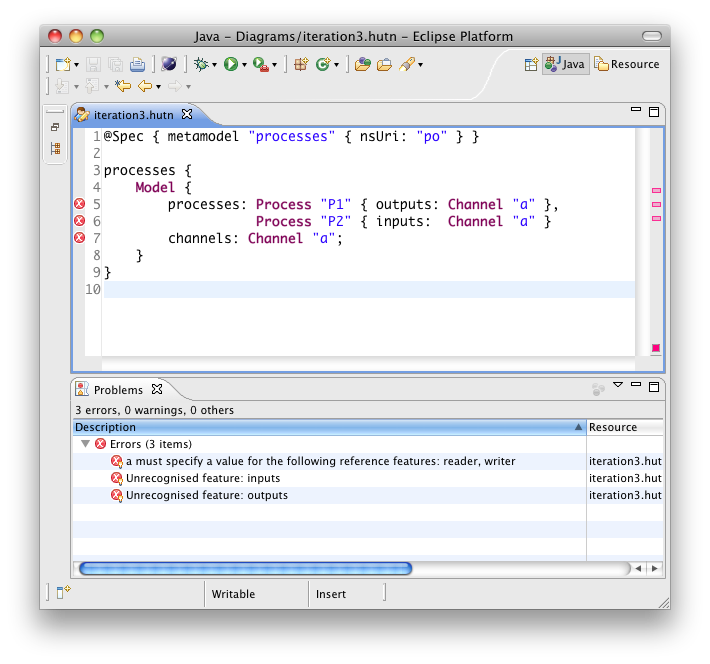 Java – Diagrams/iteration3.hutn – Eclipse Platform
Java
Resource
iteration3.hutn
1 @Spec { metamodel "processes" { nsUri: "po" } }
2
3 processes {
4     Model {
5         processes: Process "P1" { outputs: Channel "a" },
6                    Process "P2" { inputs:  Channel "a" }
7         channels: Channel "a";
8     }
9 }
10
Problems
3 errors, 0 warnings, 0 others
Description Resource
Errors (3 items)
a must specify a value for the following reference features: reader, writer iteration3.hut
Unrecognised feature: inputs iteration3.hut
Unrecognised feature: outputs iteration3.hut
Writable Insert